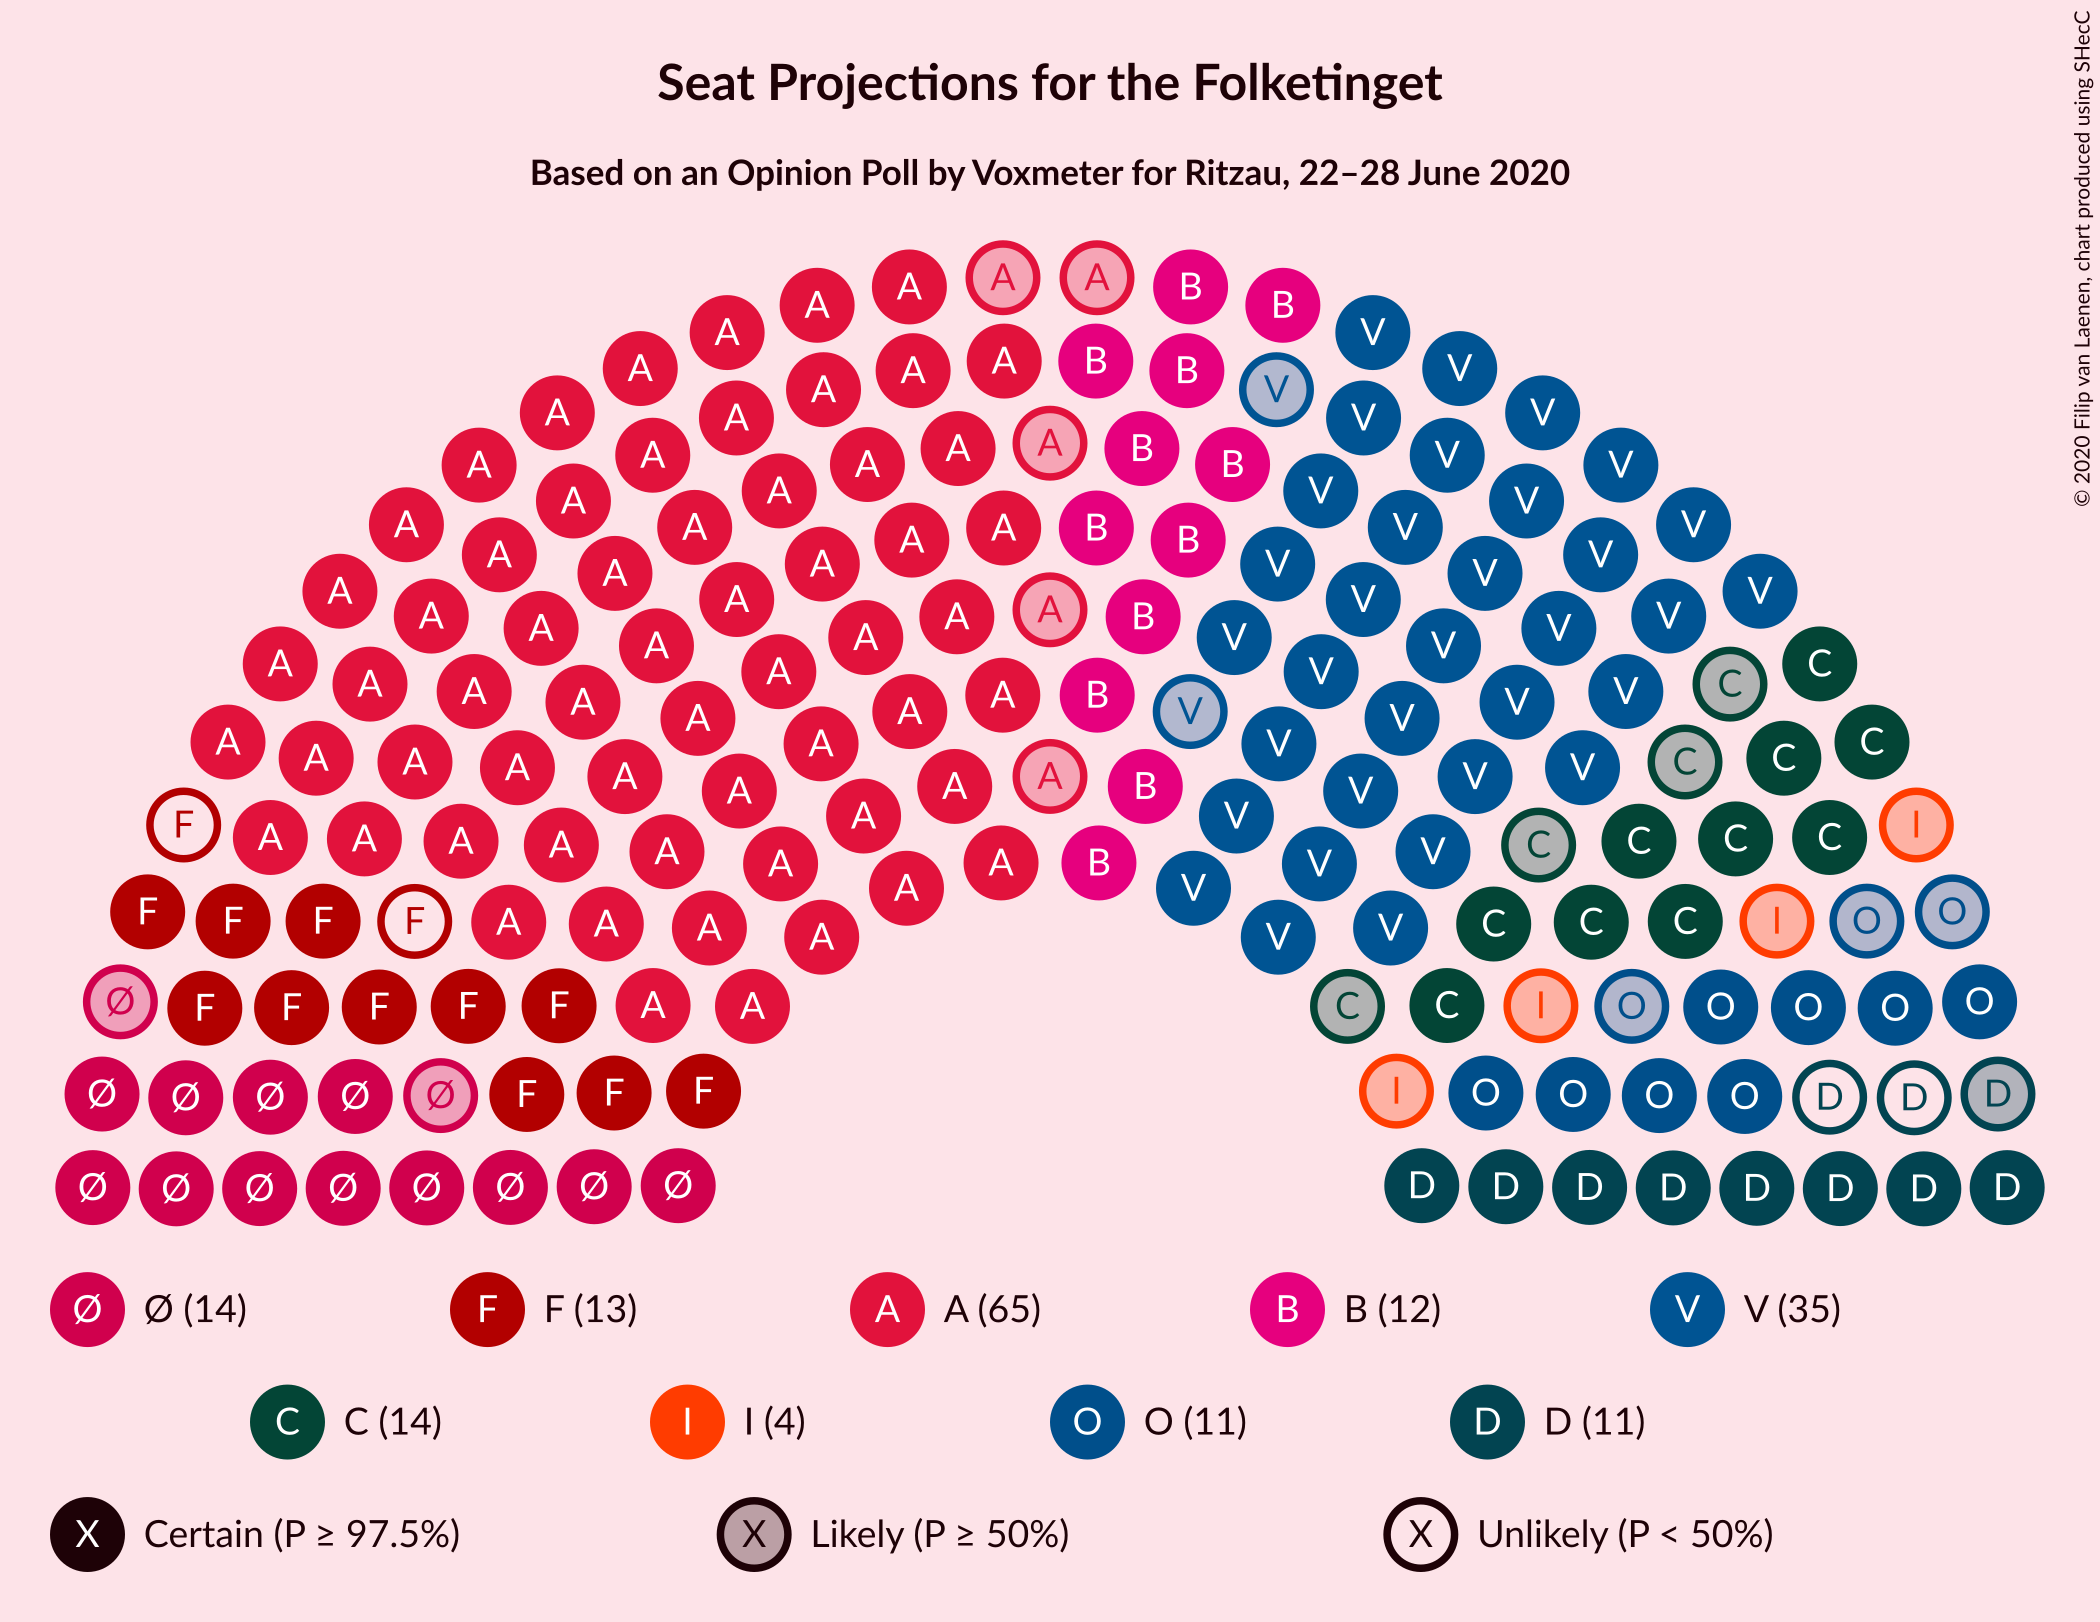 Seat Projections for the Folketinget
Based on an Opinion Poll by Voxmeter for Ritzau, 22–28 June 2020
© 2020 Filip van Laenen, chart produced using SHecC
A A A A B B
A A A A A B B V V V
A A A A A A B B V V V V
A A A A A A A B B V V V V V
A A A A A A A B B V V V V V V
A A A A A A A A A B V V V V V V V
A A A A A A A A A B V V V V V V C C
A A A A A A A A A B V V V V V C C C
F A A A A A A A A B V V V C C C C I
F F F F A A A A A V V V C C C I O O
Ø F F F F F A A C C I O O O O O
Ø Ø Ø Ø Ø F F F I O O O O D D D
Ø Ø Ø Ø Ø Ø Ø Ø D D D D D D D D
Ø Ø (14) F F (13) A A (65) B B (12) V V (35)
C C (14) I I (4) O O (11) D D (11)
X Certain (P ≥ 97.5%) X Likely (P ≥ 50%) X Unlikely (P < 50%)